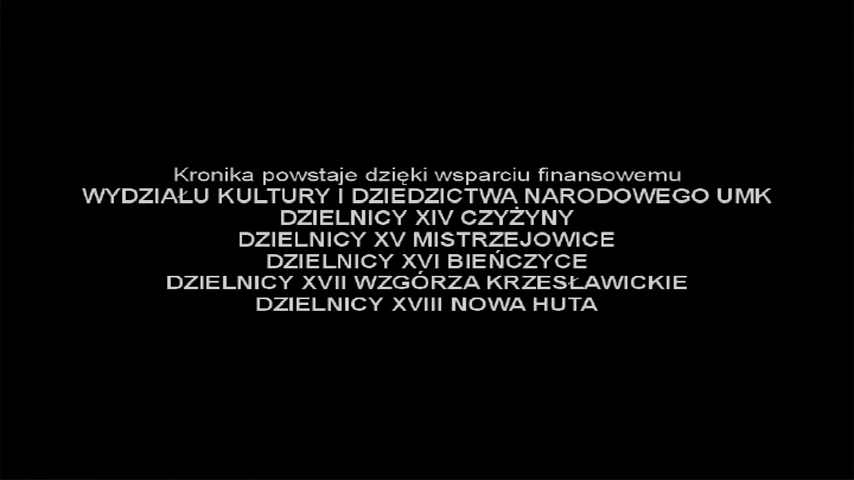 Kronika powstaje dzięki wsparciu finansowemu
WYDZIAŁU KULTURY I DZIEDZICTWA NARODOWEGO UMK
DZIELNICY XIV CZYŻYNY
DZIELNICY XV MISTRZEJOWICE
DZIELNICY XVI BIEŃCZYCE
DZIELNICY XVII WZGÓRZA KRZESŁAWICKIE
DZIELNICY XVIII NOWA HUTA